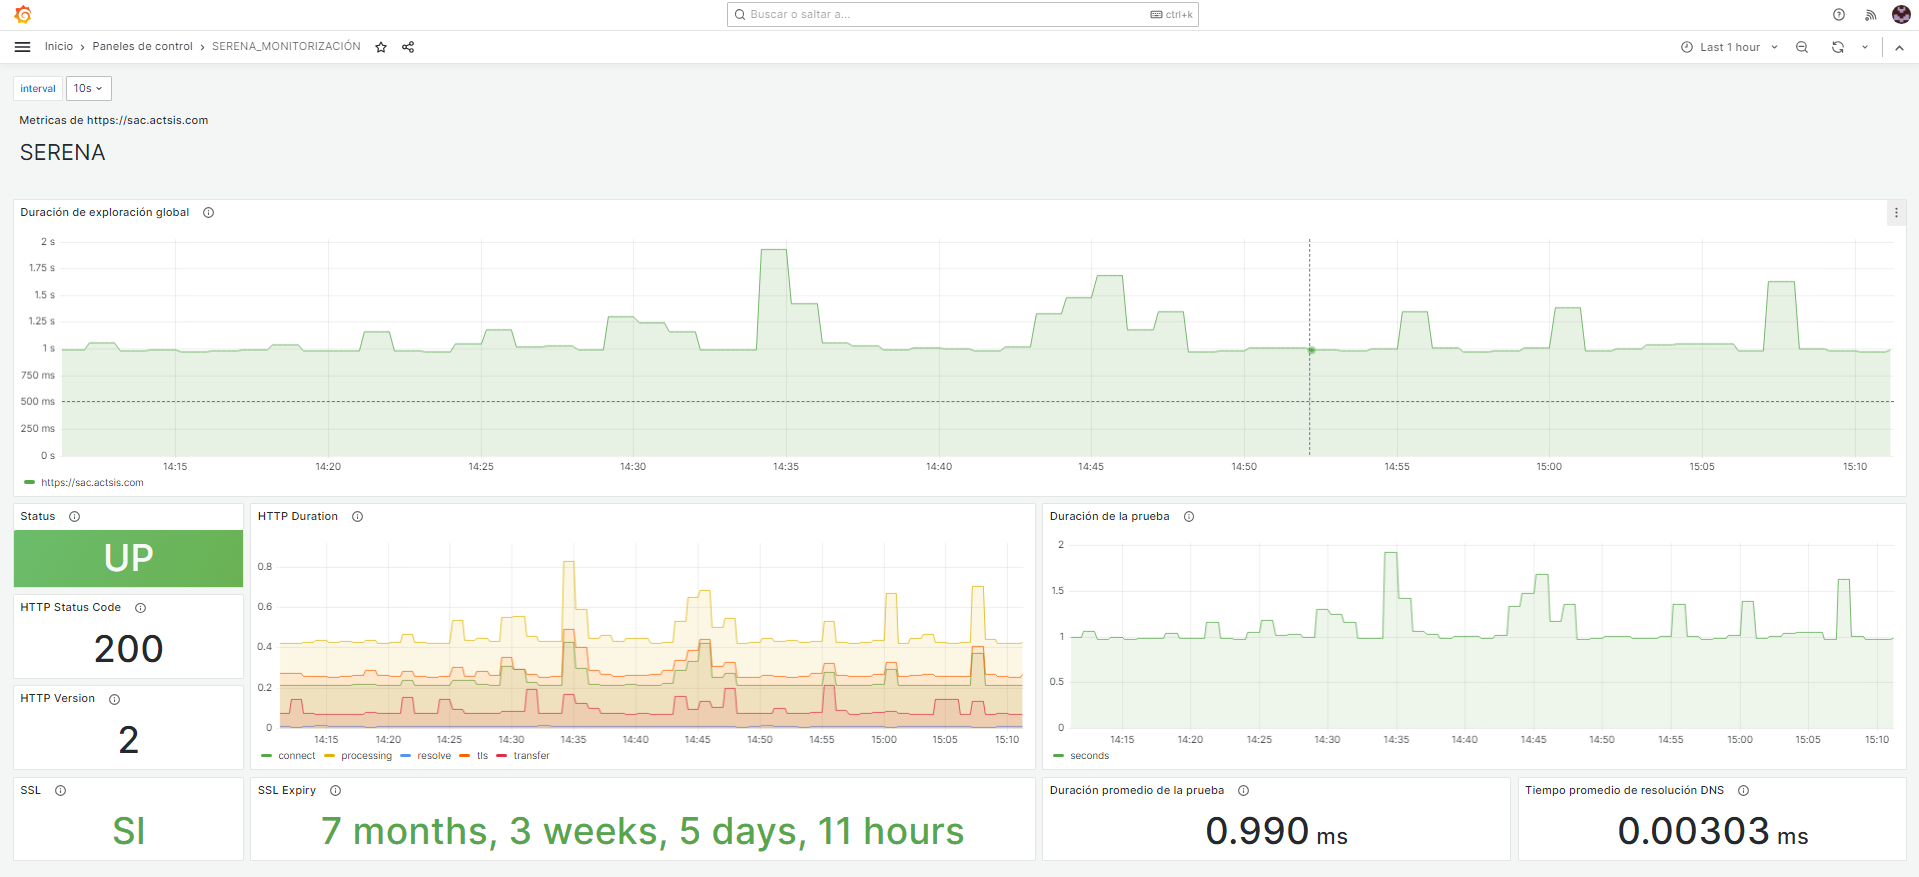 Buscar o saltar a...
ctrl+k
Inicio › Paneles de control › SERENA_MONITORIZACIÓN
Last 1 hour
interval
10s
Metricas de https://sac.actsis.com
SERENA
Duración de exploración global
2 s
1.75 s
1.5 s
1.25 s
1 s
750 ms
500 ms
250 ms
0 s
14:15 14:20 14:25 14:30 14:35 14:40 14:45 14:50 14:55 15:00 15:05 15:10
https://sac.actsis.com
Status
UP
HTTP Status Code
200
HTTP Version
2
HTTP Duration
0.8
0.6
0.4
0.2
0
14:15 14:20 14:25 14:30 14:35 14:40 14:45 14:50 14:55 15:00 15:05 15:10
connect processing resolve tls transfer
Duración de la prueba
2
1.5
1
0.5
0
14:15 14:20 14:25 14:30 14:35 14:40 14:45 14:50 14:55 15:00 15:05 15:10
seconds
SSL
SI
SSL Expiry
7 months, 3 weeks, 5 days, 11 hours
Duración promedio de la prueba
0.990 ms
Tiempo promedio de resolución DNS
0.00303 ms